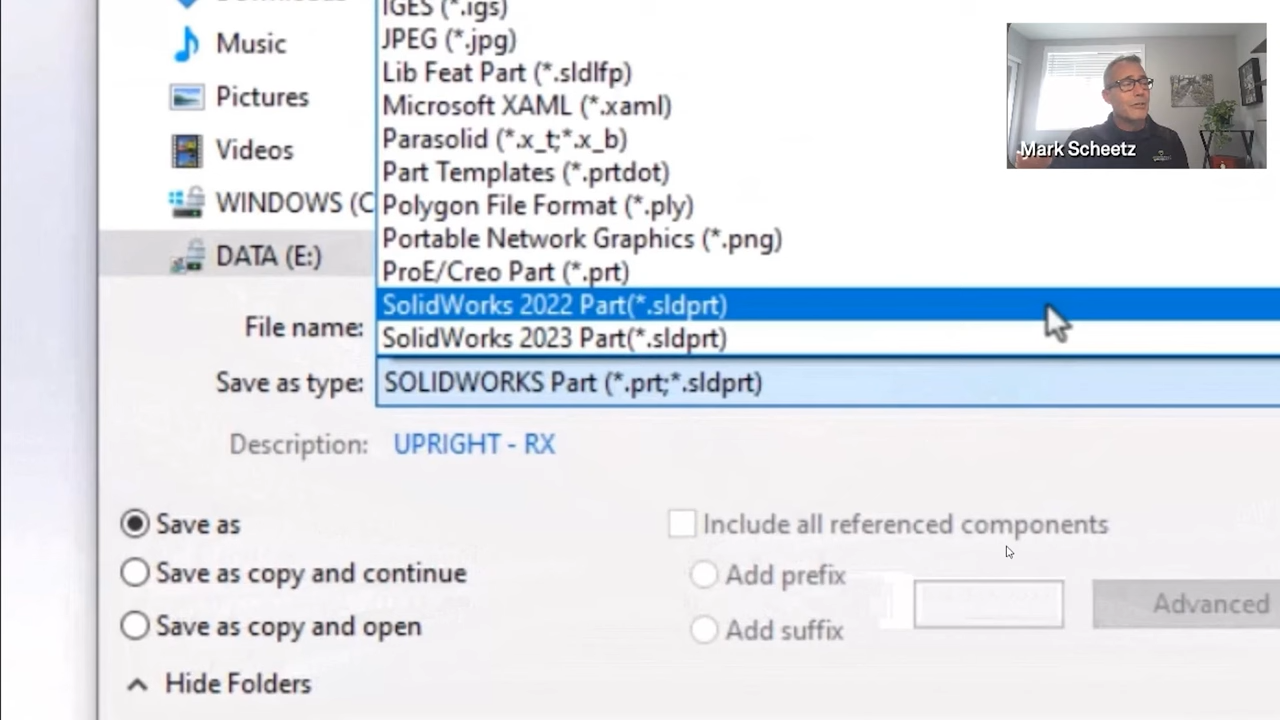 IGES (*.igs)
Music
JPEG (*.jpg)
Lib Feat Part (*.sldlfp)
Pictures
Microsoft XAML (*.xaml)
Parasolid (*.x_t;*.x_b)
Videos
Part Templates (*.prtdot)
WINDOWS (C
Polygon File Format (*.ply)
Portable Network Graphics (*.png)
DATA (E:)
ProE/Creo Part (*.prt)
SolidWorks 2022 Part(*.sldprt)
File name:
SolidWorks 2023 Part(*.sldprt)
Save as type: SOLIDWORKS Part (*.prt;*.sldprt)
Description: UPRIGHT - RX
Save as
Include all referenced components
Save as copy and continue
Add prefix
Advanced
Save as copy and open
Add suffix
Hide Folders
Mark Scheetz